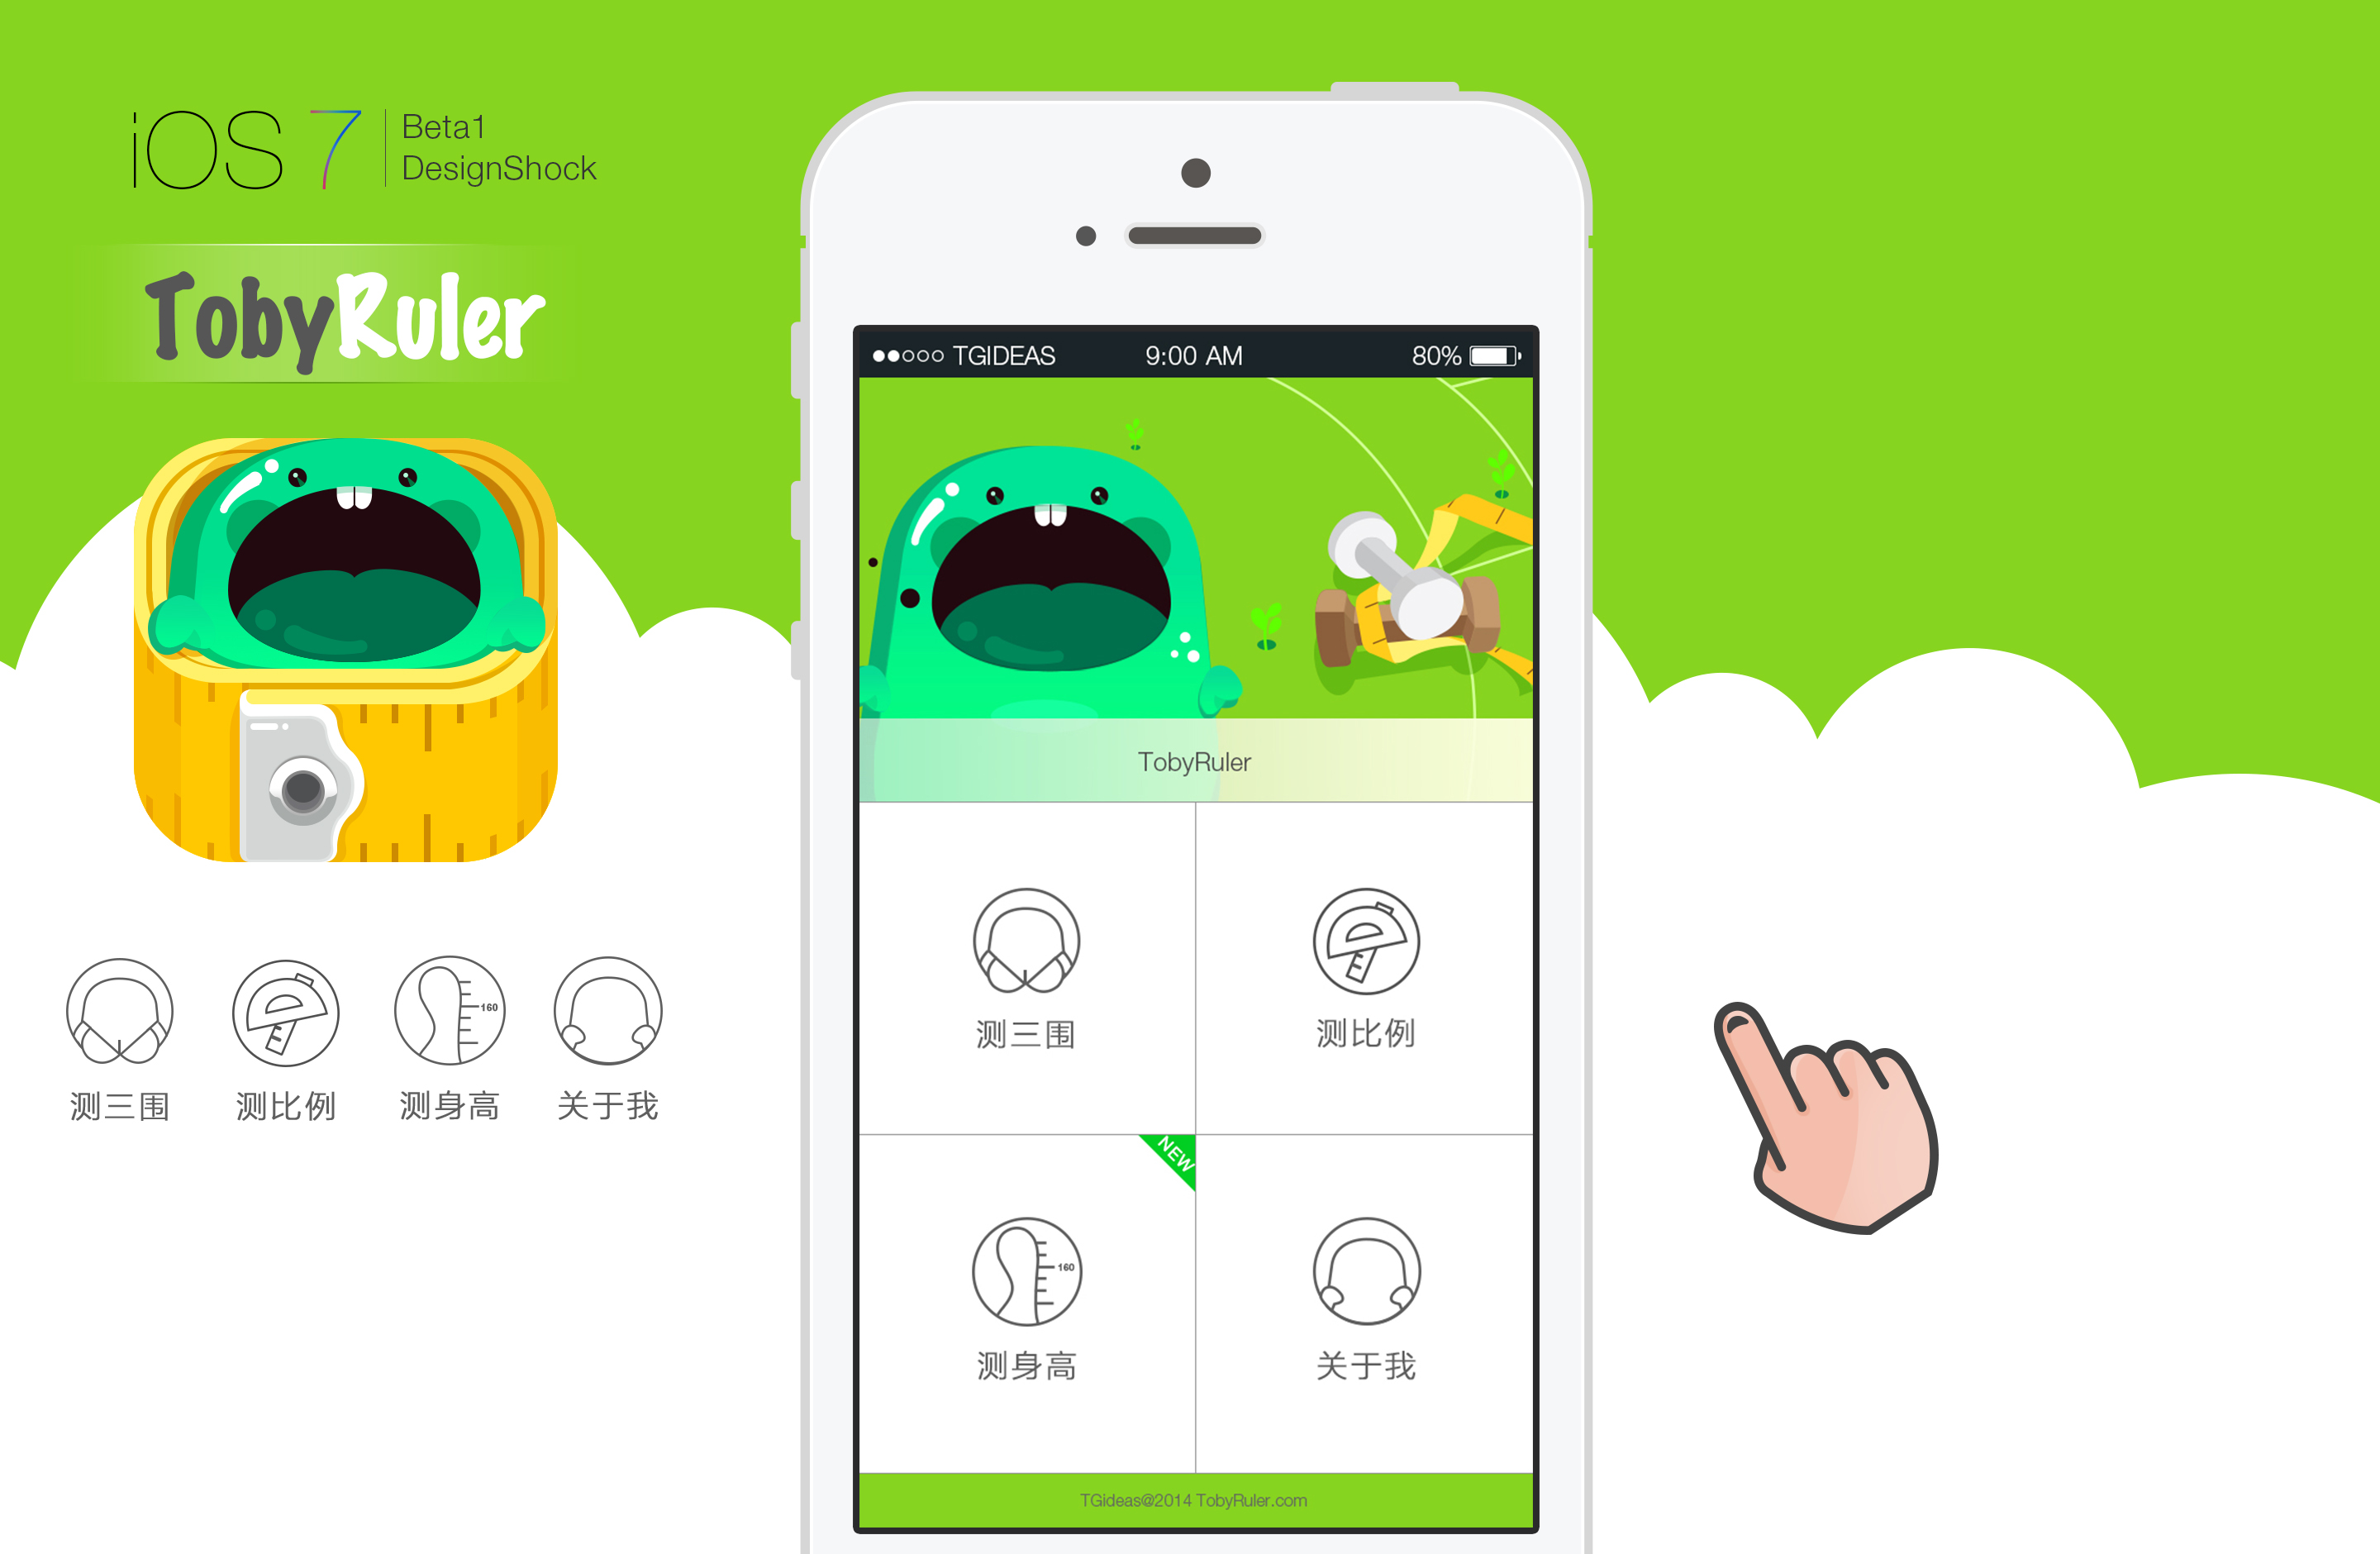 iOS 7
Beta1
DesignShock
TobyRuler
测三围
测比例
160
测身高
关于我
TGIDEAS 9:00 AM 80%
TobyRuler
测三围
测比例
NEW
160
测身高
关于我
TGideas@2014 TobyRuler.com